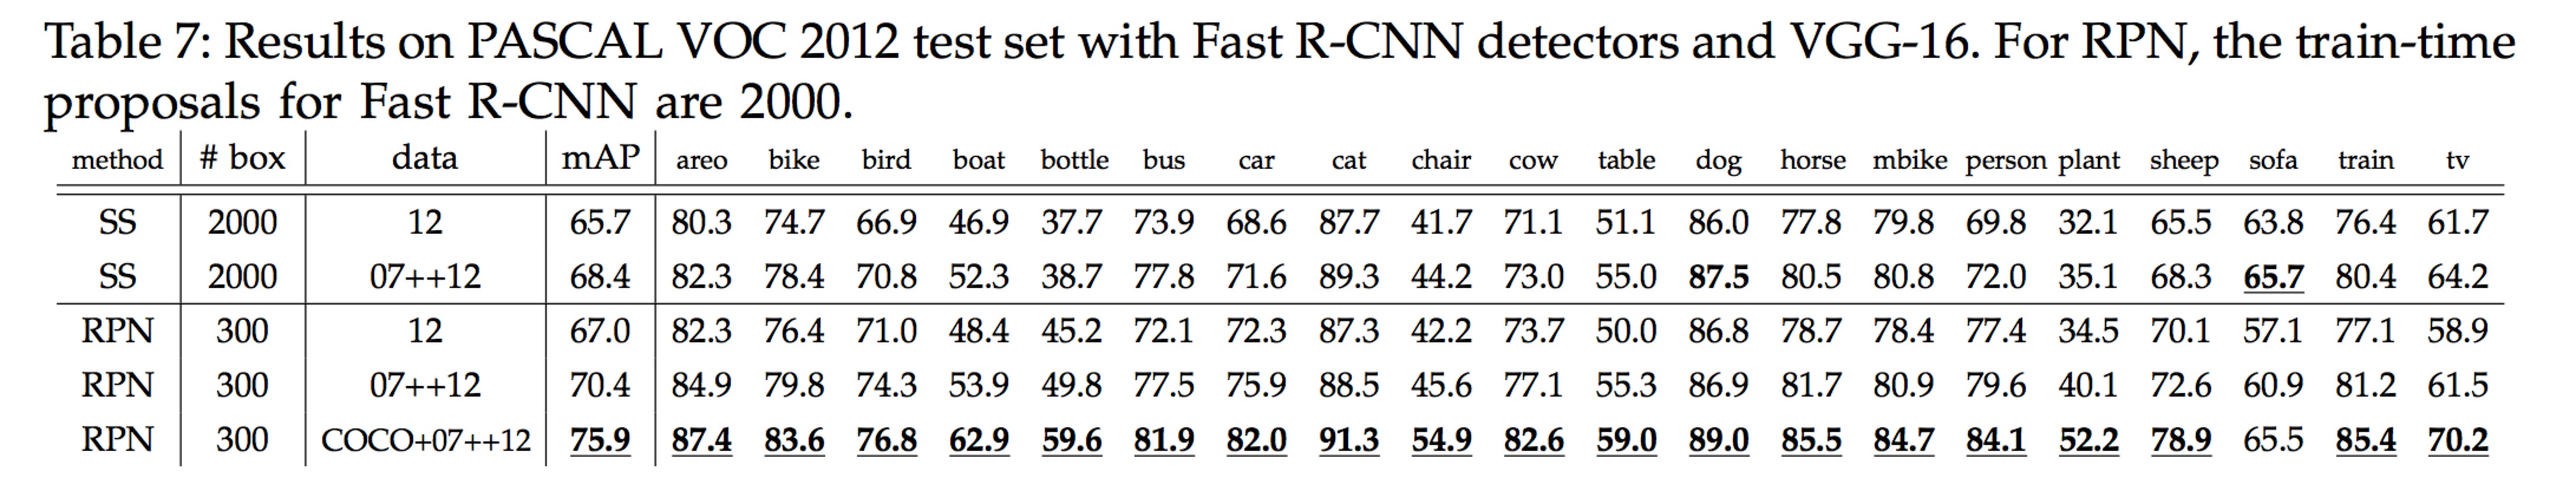 Table 7: Results on PASCAL VOC 2012 test set with Fast R-CNN detectors and VGG-16. For RPN, the train-time
proposals for Fast R-CNN are 2000.
method # box data mAP areo bike bird boat bottle bus car cat chair cow table dog horse mbike person plant sheep sofa train tv
SS 2000 12 65.7 80.3 74.7 66.9 46.9 37.7 73.9 68.6 87.7 41.7 71.1 51.1 86.0 77.8 79.8 69.8 32.1 65.5 63.8 76.4 61.7
SS 2000 07++12 68.4 82.3 78.4 70.8 52.3 38.7 77.8 71.6 89.3 44.2 73.0 55.0 87.5 80.5 80.8 72.0 35.1 68.3 65.7 80.4 64.2
RPN 300 12 67.0 82.3 76.4 71.0 48.4 45.2 72.1 72.3 87.3 42.2 73.7 50.0 86.8 78.7 78.4 77.4 34.5 70.1 57.1 77.1 58.9
RPN 300 07++12 70.4 84.9 79.8 74.3 53.9 49.8 77.5 75.9 88.5 45.6 77.1 55.3 86.9 81.7 80.9 79.6 40.1 72.6 60.9 81.2 61.5
RPN 300 COCO+07++12 75.9 87.4 83.6 76.8 62.9 59.6 81.9 82.0 91.3 54.9 82.6 59.0 89.0 85.5 84.7 84.1 52.2 78.9 65.5 85.4 70.2